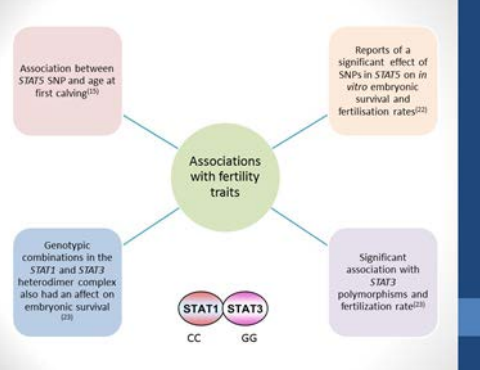 Association between
STAT5 SNP and age at
first calving(15)
Reports of a
significant effect of
SNPs in STAT5 on in
vitro embryonic
survival and
fertilisation rates(22)
Associations
with fertility
traits
Genotypic
combinations in the
STAT1 and STAT3
heterodimer complex
also had an affect on
embryonic survival
(23)
Significant
association with
STAT3
polymorphisms and
fertilization rate(23)
STAT1 STAT3
CC GG